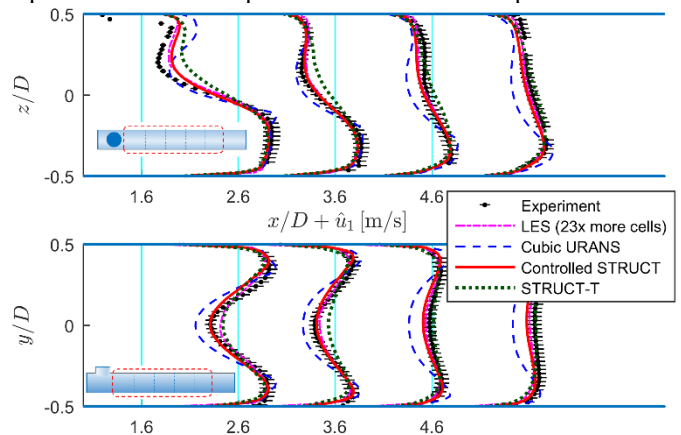 0.5
z/D
0
-0.5
1.6 2.6 3.6 4.6
x/D + û₁ [m/s]
Experiment
LES (23x more cells)
Cubic URANS
Controlled STRUCT
STRUCT-T
0.5
y/D
0
-0.5
1.6 2.6 3.6 4.6